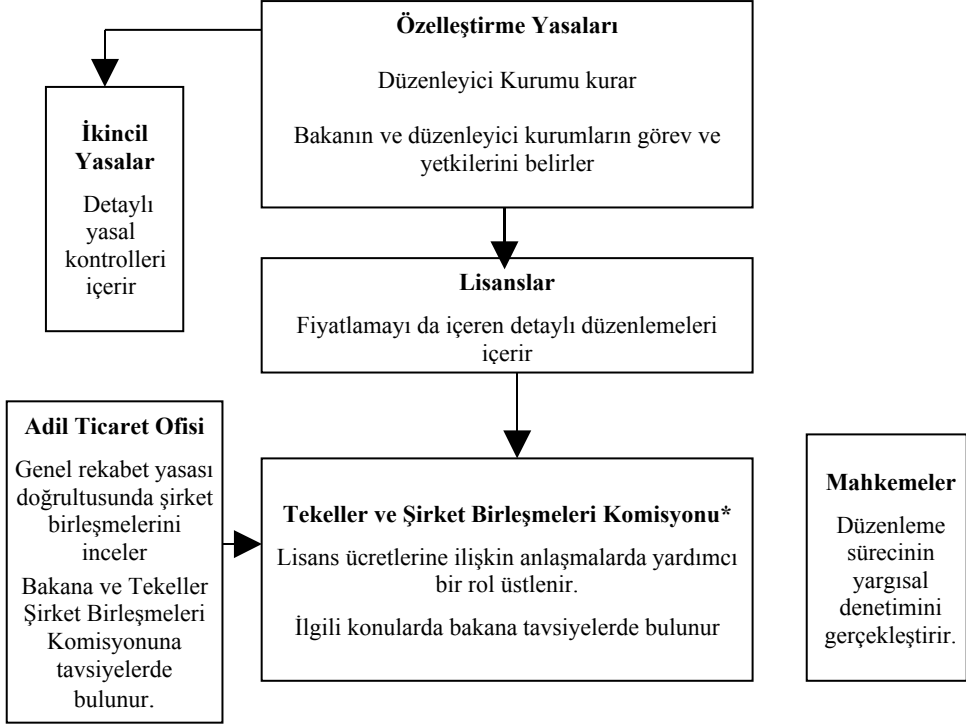 Özelleştirme Yasaları
Düzenleyici Kurumu kurar
Bakanın ve düzenleyici kurumların görev ve
yetkilerini belirler
İkincil
Yasalar
Detaylı
yasal
kontrolleri
içerir
Lisanslar
Fiyatlamayı da içeren detaylı düzenlemeleri
içerir
Adil Ticaret Ofisi
Genel rekabet yasası
doğrultusunda şirket
birleşmelerini
inceler
Bakana ve Tekeller
Şirket Birleşmeleri
Komisyonuna
tavsiyelerde
bulunur.
Tekeller ve Şirket Birleşmeleri Komisyonu*
Lisans ücretlerine ilişkin anlaşmalarda yardımcı
bir rol üstlenir.
İlgili konularda bakana tavsiyelerde bulunur
Mahkemeler
Düzenleme
sürecinin
yargısal
denetimini
gerçekleştirir.